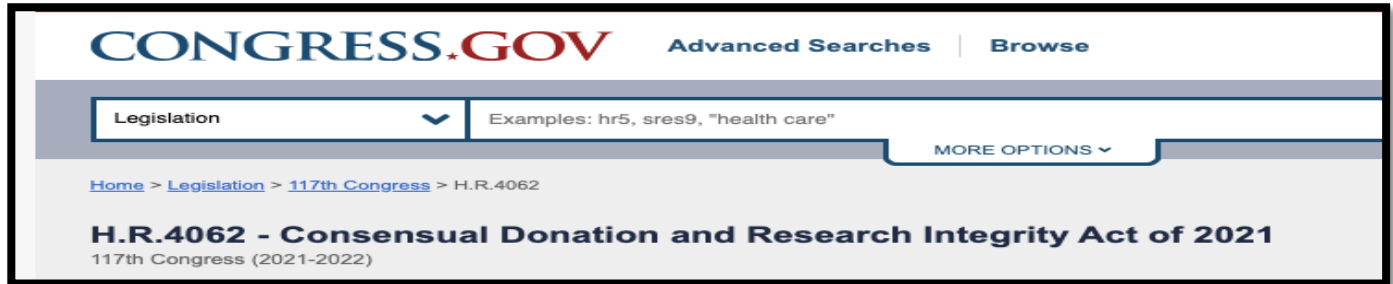 CONGRESS.GOV Advanced Searches Browse
Legislation Examples: hr5, sres9, "health care"
MORE OPTIONS
Home > Legislation > 117th Congress > H.R.4062
H.R.4062 - Consensual Donation and Research Integrity Act of 2021
117th Congress (2021-2022)